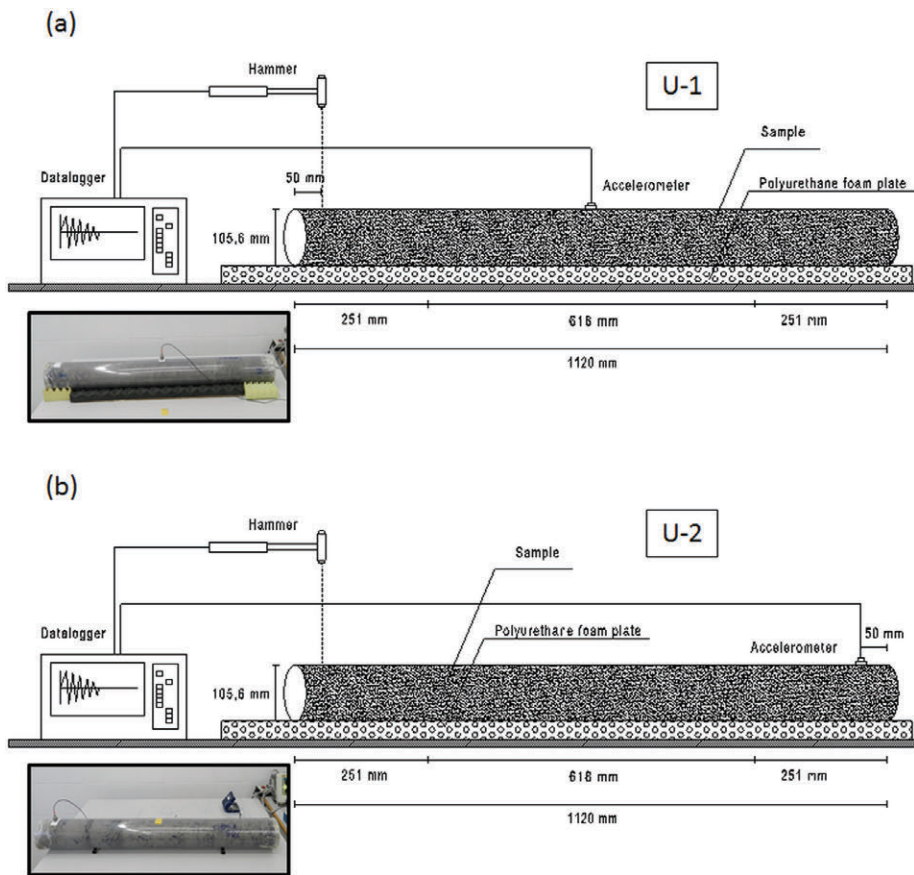 (a)
Hammer
U-1
Sample
50 mm
Datalogger
Accelerometer
Polyurethane foam plate
105,6 mm
251 mm
618 mm
251 mm
1120 mm
(b)
Hammer
U-2
Sample
Datalogger
Polyurethare foam plate
50 mm
Accelerometer
105,6 mm
251 mm
618 mm
251 mm
1120 mm